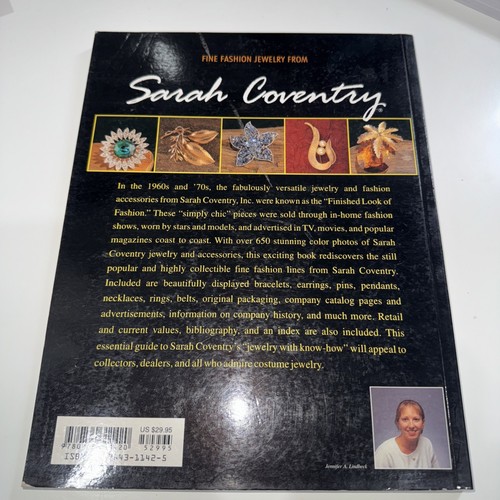 FINE FASHION JEWELRY FROM
Sarah Coventry®
In the 1960s and '70s, the fabulously versatile jewelry and fashion
accessories from Sarah Coventry, Inc. were known as the "Finished Look of
Fashion." These "simply chic" pieces were sold through in-home fashion
shows, worn by stars and models, and advertised in TV, movies, and popular
magazines coast to coast. With over 650 stunning color photos of Sarah
Coventry jewelry and accessories, this exciting book rediscovers the still
popular and highly collectible fine fashion lines from Sarah Coventry.
Included are beautifully displayed bracelets, earrings, pins, pendants,
necklaces, rings, belts, original packaging, company catalog pages and
advertisements, information on company history, and much more. Retail
and current values, bibliography, and an index are also included. This
essential guide to Sarah Coventry's "jewelry with know-how" will appeal to
collectors, dealers, and all who admire costume jewelry.
US $29.95
52995
1142-5
Jennifer A. Lindbeck